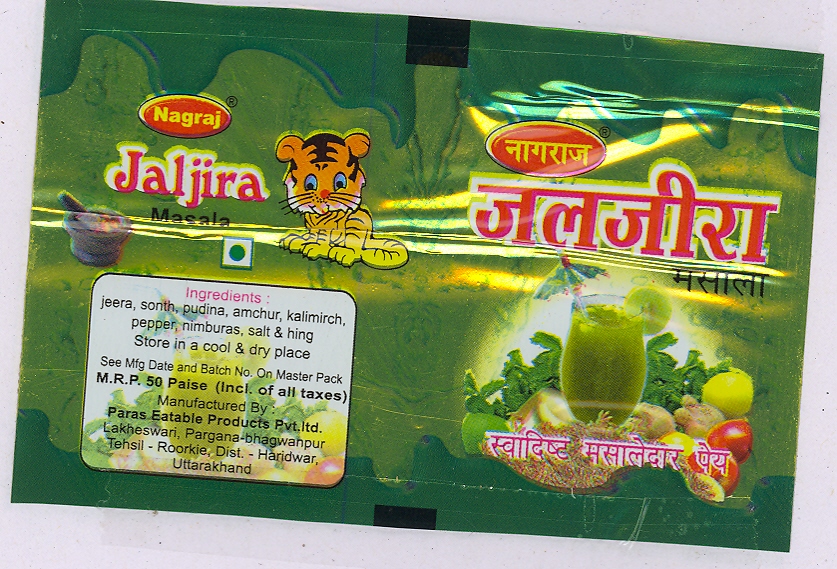 Nagraj ®
Jaljira
Masala
Ingredients :
jeera, sonth, pudina, amchur, kalimirch,
pepper, nimburas, salt & hing
Store in a cool & dry place
See Mfg Date and Batch No. On Master Pack
M.R.P. 50 Paise (Incl. of all taxes)
Manufactured By :
Paras Eatable Products Pvt.ltd.
Lakheswari, Pargana-bhagwanpur
Tehsil - Roorkie, Dist. - Haridwar,
Uttarakhand
नागराज ®
जलजीरा
मसाला
स्वादिष्ट मसालेदार पेय